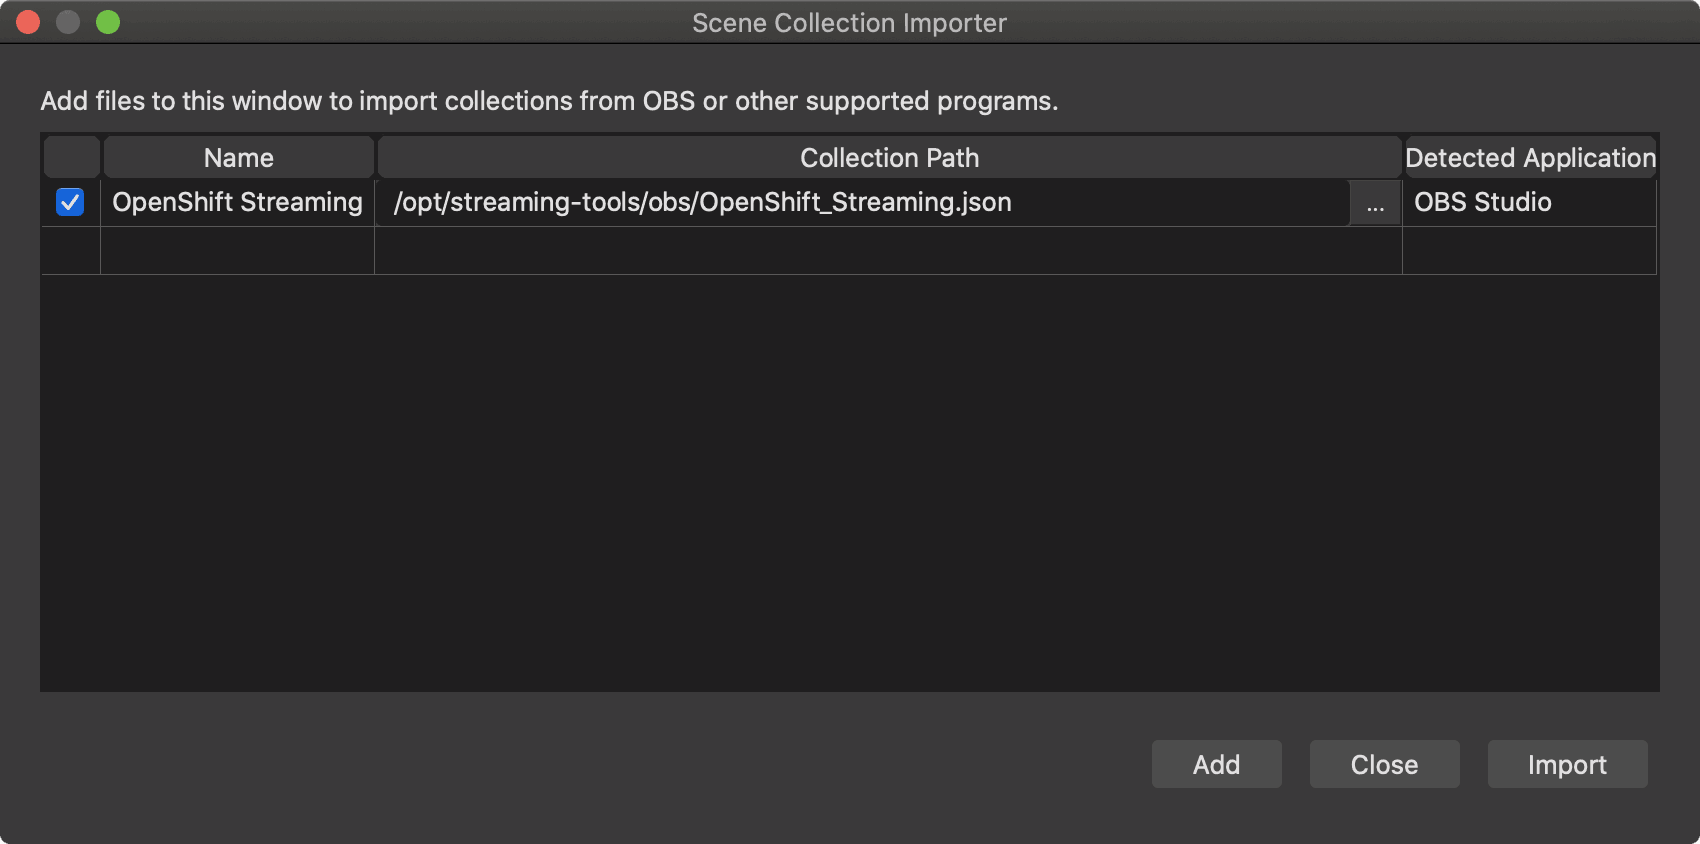 Scene Collection Importer
Add files to this window to import collections from OBS or other supported programs.
Name Collection Path Detected Application
OpenShift Streaming /opt/streaming-tools/obs/OpenShift_Streaming.json ... OBS Studio
Add Close Import